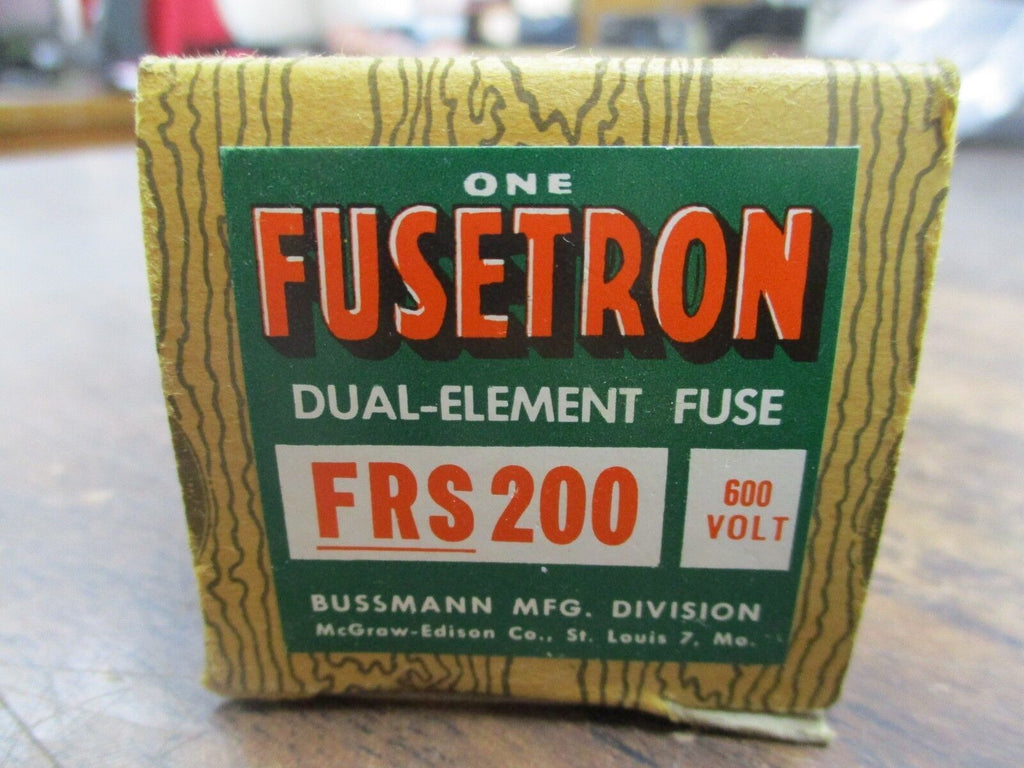 ONE
FUSETRON
DUAL-ELEMENT FUSE
FRS 200
600
VOLT
BUSSMANN MFG. DIVISION
McGraw-Edison Co., St. Louis 7, Mo.